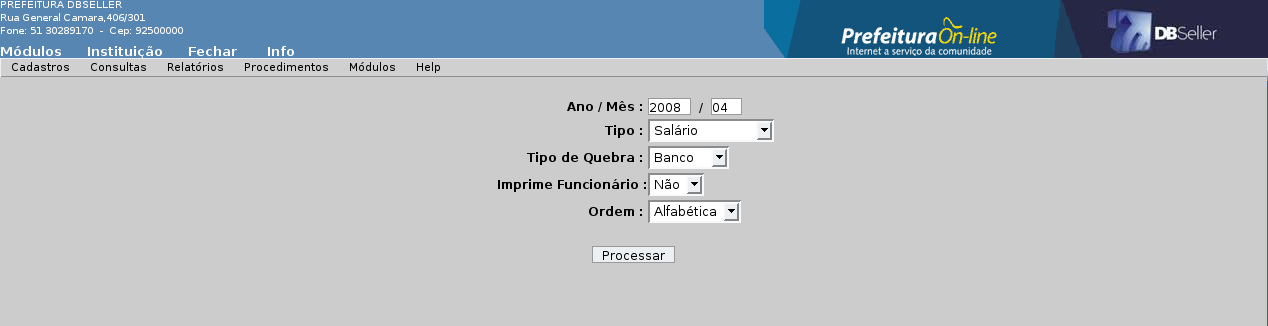 PREFEITURA DBSELLER
Rua General Camara,406/301
Fone: 51 30289170 - Cep: 92500000
Módulos Instituição Fechar Info
Prefeitura On-line
Internet a serviço da comunidade
DBSeller
Cadastros Consultas Relatórios Procedimentos Módulos Help
Ano / Mês : 2008 / 04
Tipo : Salário
Tipo de Quebra : Banco
Imprime Funcionário : Não
Ordem : Alfabética
Processar